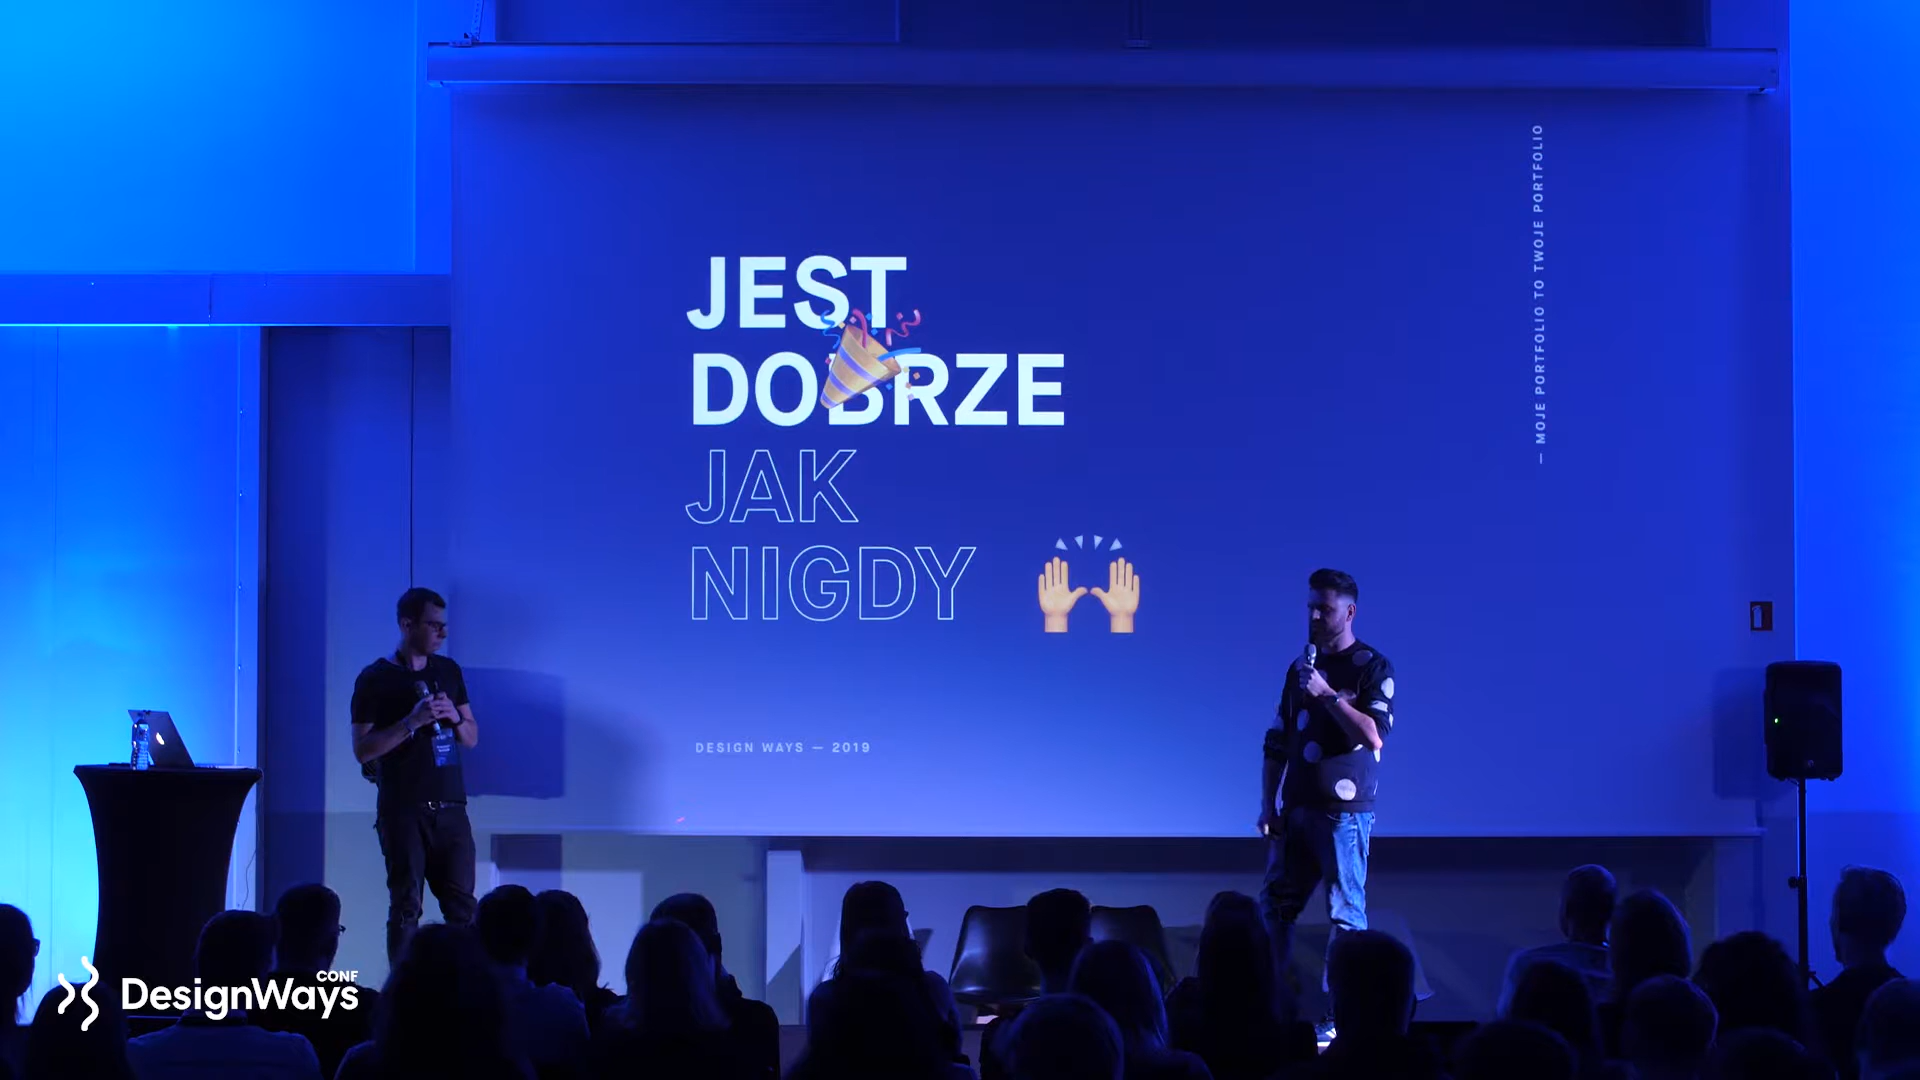 JEST
DOBRZE
JAK
NIGDY
— MOJE PORTFOLIO TO TWOJE PORTFOLIO
DESIGN WAYS — 2019
DesignWays CONF